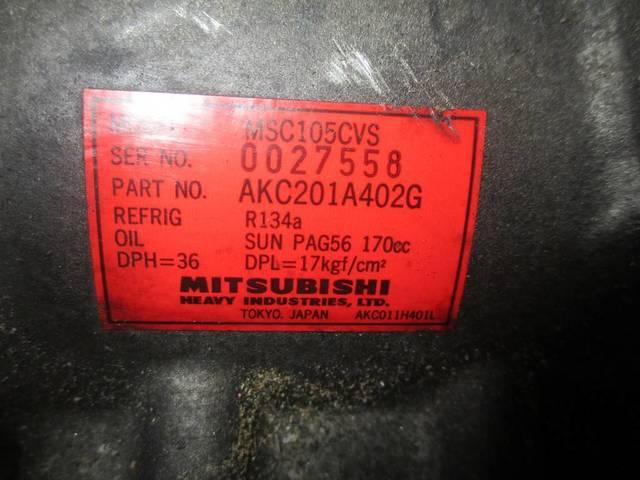 MSC105CVS
SER NO. 0027558
PART NO. AKC201A402G
REFRIG R134a
OIL SUN PAG56 170cc
DPH=36 DPL=17kgf/cm²
MITSUBISHI
HEAVY INDUSTRIES, LTD.
TOKYO. JAPAN AKC011H401L